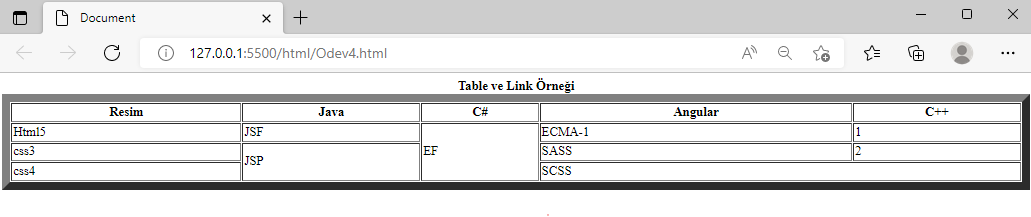 Document
127.0.0.1:5500/html/Odev4.html
Table ve Link Örneği
Resim Java C# Angular C++
Html5 JSF EF ECMA-1 1
css3 JSP SASS 2
css4 SCSS